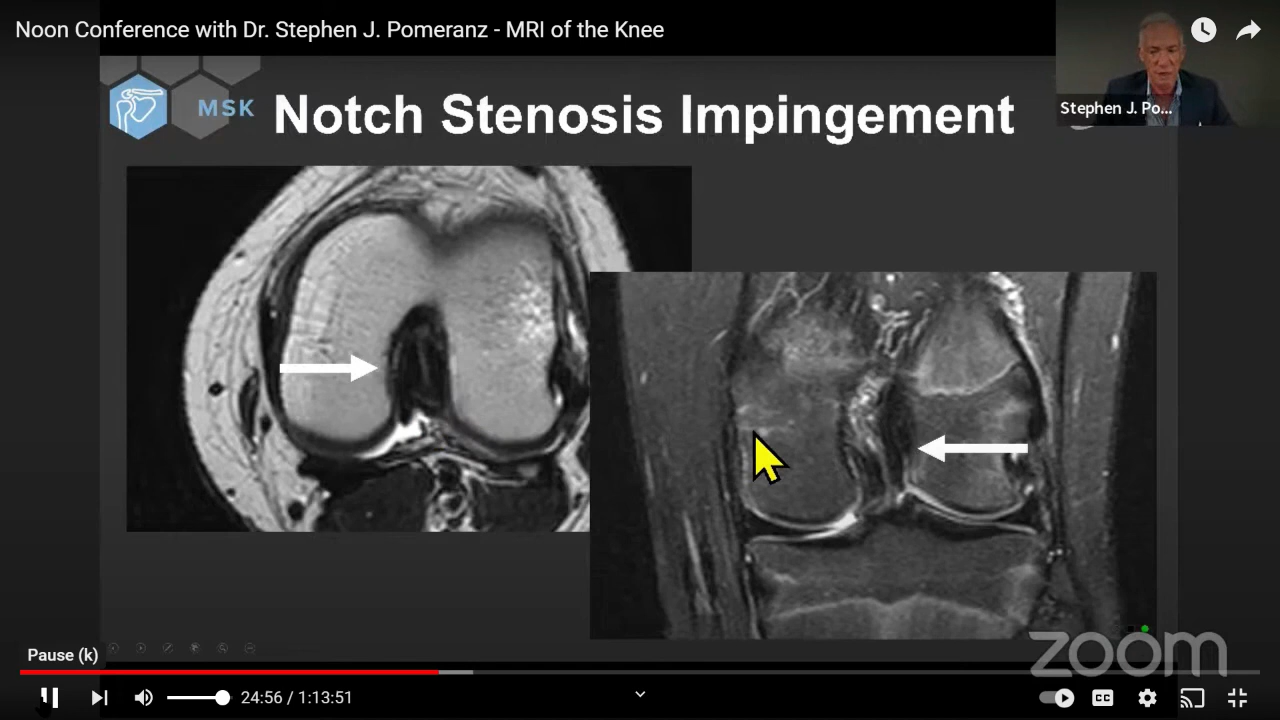 Noon Conference with Dr. Stephen J. Pomeranz - MRI of the Knee
Stephen J. Po...
MSK
Notch Stenosis Impingement
zoom
Pause (k)
24:56 / 1:13:51
CC